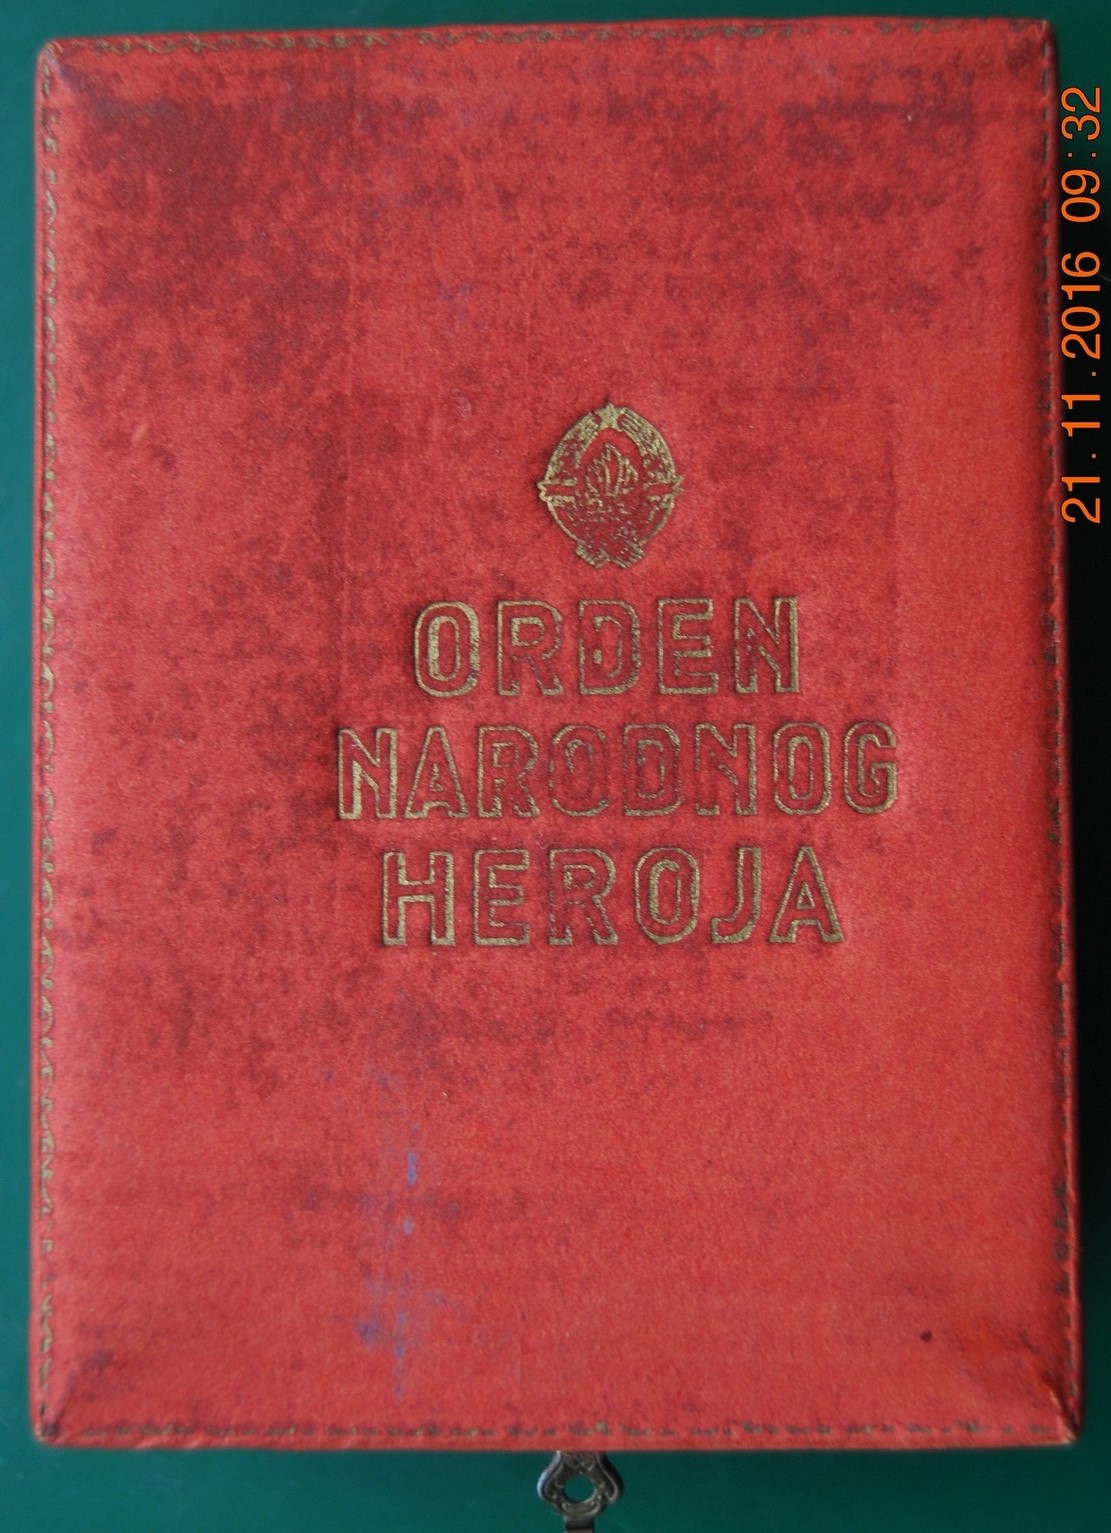 ORDEN
NARODNOG
HEROJA
21.11.2016 09:32